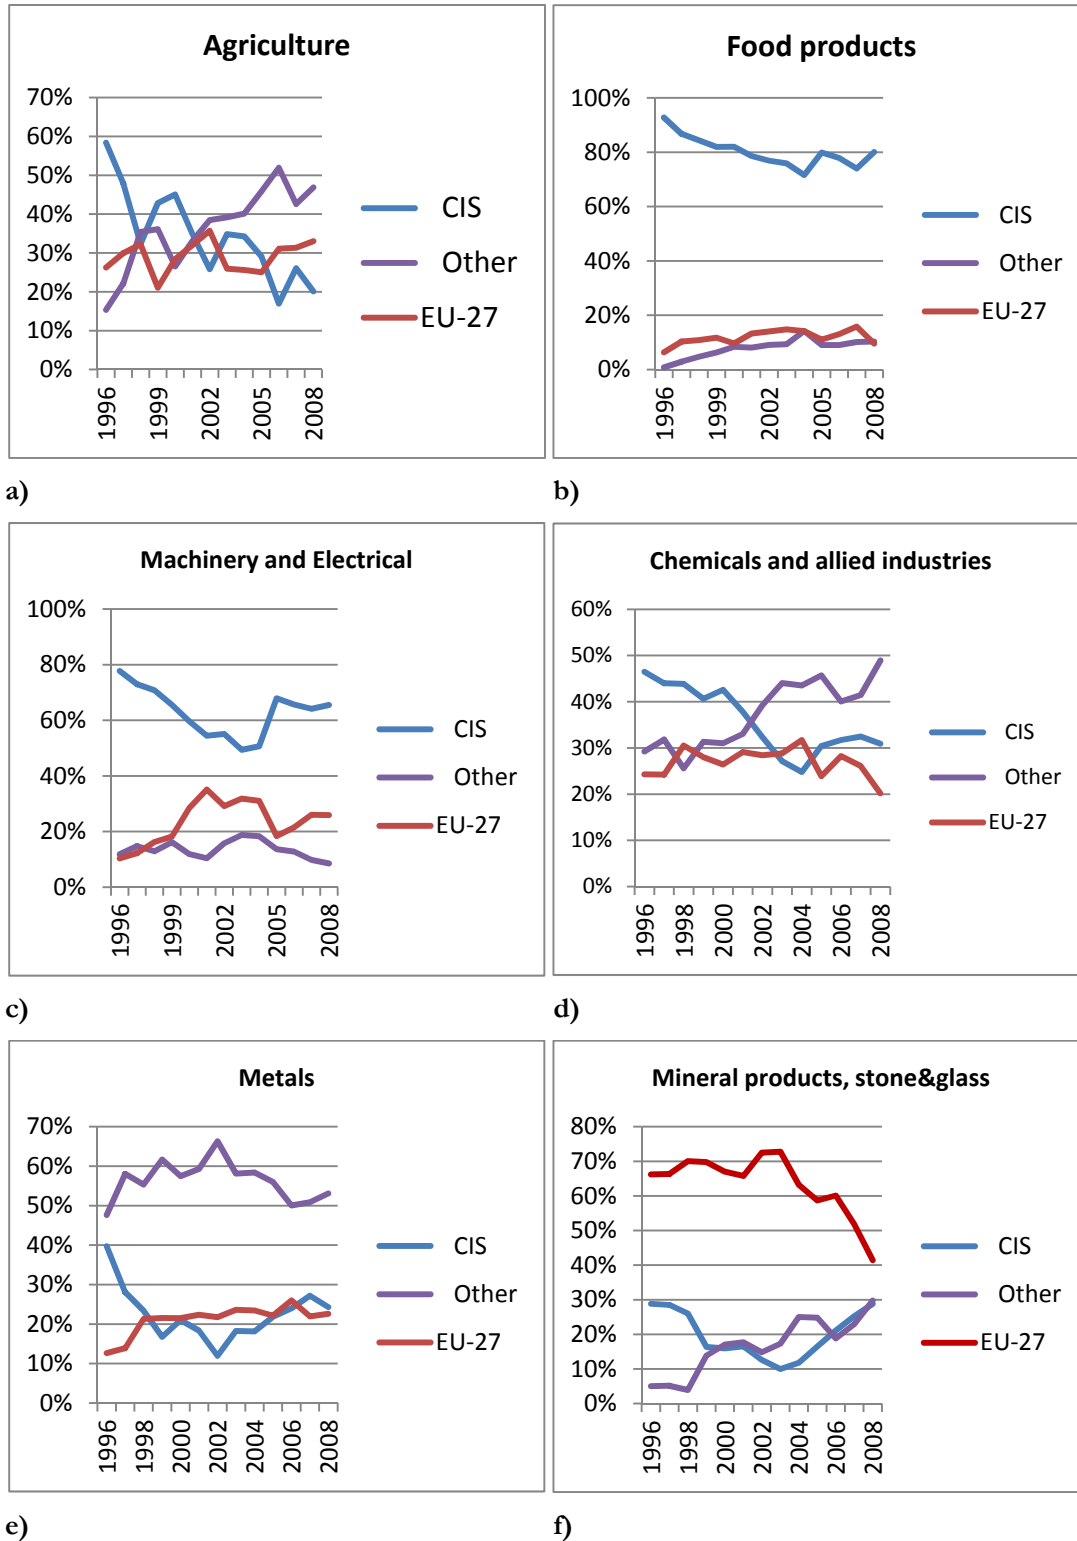 Agriculture
70%
60%
50%
40%
30%
20%
10%
0%
1996
1999
2002
2005
2008
CIS
Other
EU-27
a)
Food products
100%
80%
60%
40%
20%
0%
1996
1999
2002
2005
2008
CIS
Other
EU-27
b)
Machinery and Electrical
100%
80%
60%
40%
20%
0%
1996
1999
2002
2005
2008
CIS
Other
EU-27
c)
Chemicals and allied industries
60%
50%
40%
30%
20%
10%
0%
1996
1998
2000
2002
2004
2006
2008
CIS
Other
EU-27
d)
Metals
70%
60%
50%
40%
30%
20%
10%
0%
1996
1998
2000
2002
2004
2006
2008
CIS
Other
EU-27
e)
Mineral products, stone&glass
80%
70%
60%
50%
40%
30%
20%
10%
0%
1996
1998
2000
2002
2004
2006
2008
CIS
Other
EU-27
f)